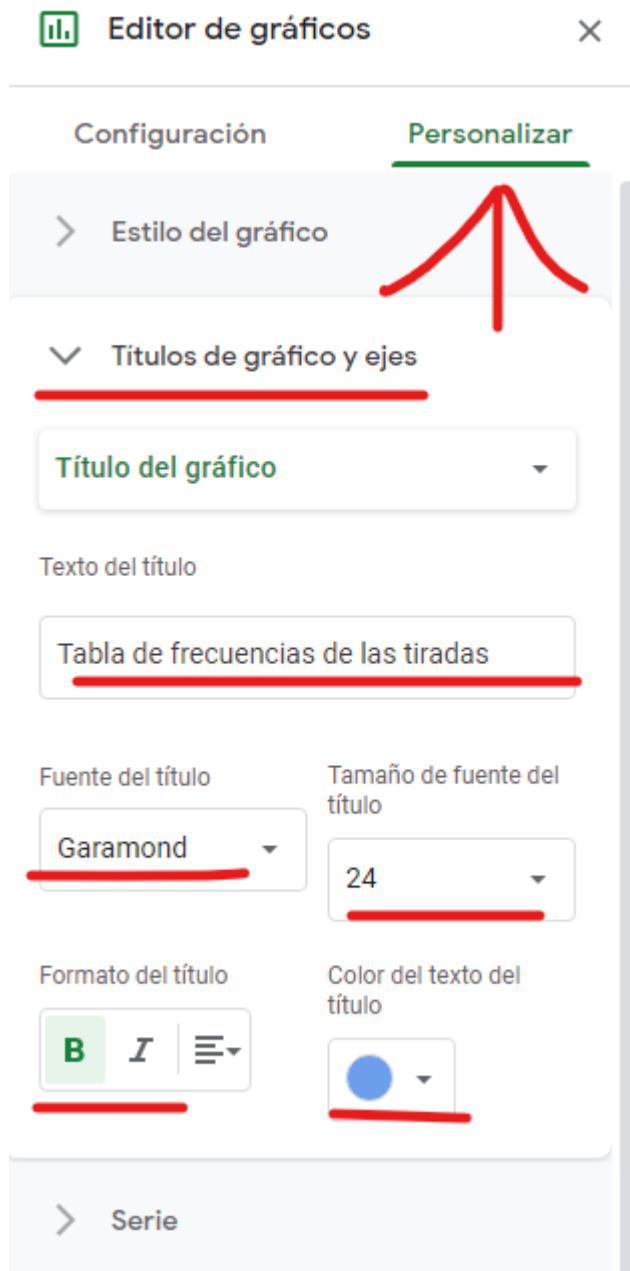 Editor de gráficos
Configuración
Personalizar
Estilo del gráfico
Títulos de gráfico y ejes
Título del gráfico
Texto del título
Tabla de frecuencias de las tiradas
Fuente del título
Garamond
Tamaño de fuente del
título
24
Formato del título
B I
Color del texto del
título
Serie